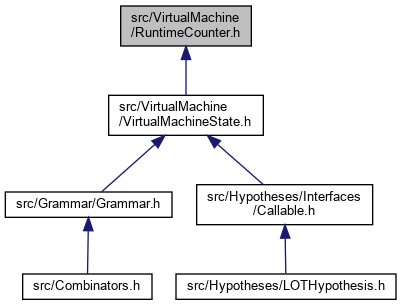 src/VirtualMachine
/RuntimeCounter.h
src/VirtualMachine
/VirtualMachineState.h
src/Grammar/Grammar.h
src/Hypotheses/Interfaces
/Callable.h
src/Combinators.h
src/Hypotheses/LOTHypothesis.h